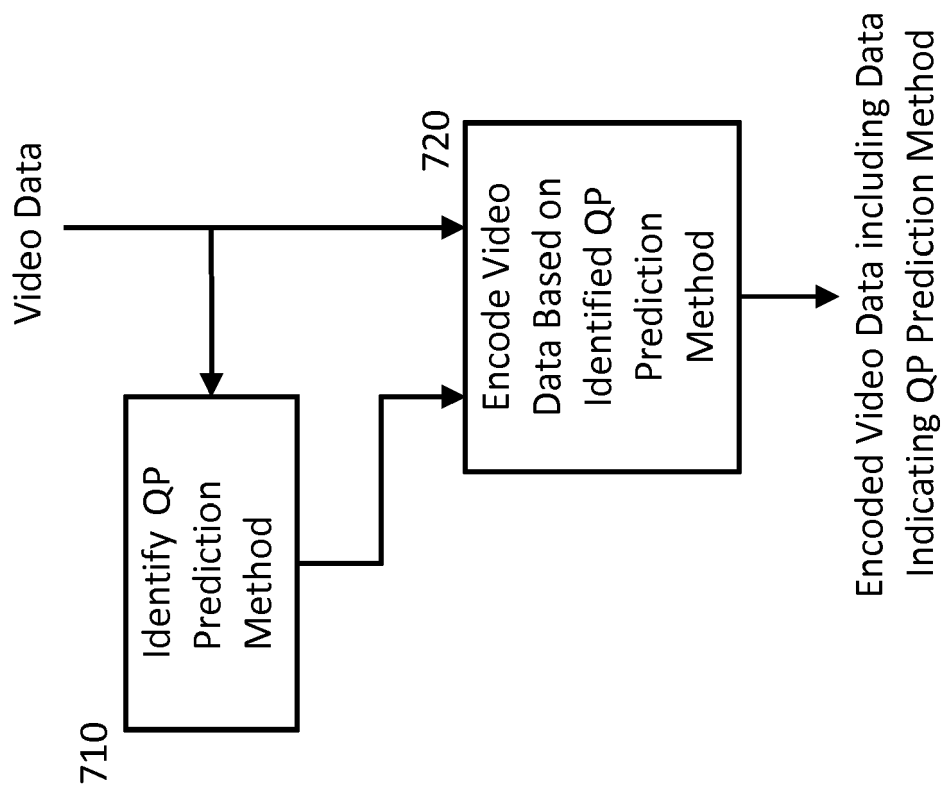 Video Data
710
Identify QP
Prediction
Method
720
Encode Video
Data Based on
Identified QP
Prediction
Method
Encoded Video Data including Data
Indicating QP Prediction Method